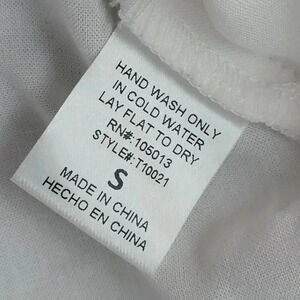 HAND WASH ONLY
IN COLD WATER
LAY FLAT TO DRY
RN#:105013
STYLE#:T10021
S
MADE IN CHINA
HECHO EN CHINA